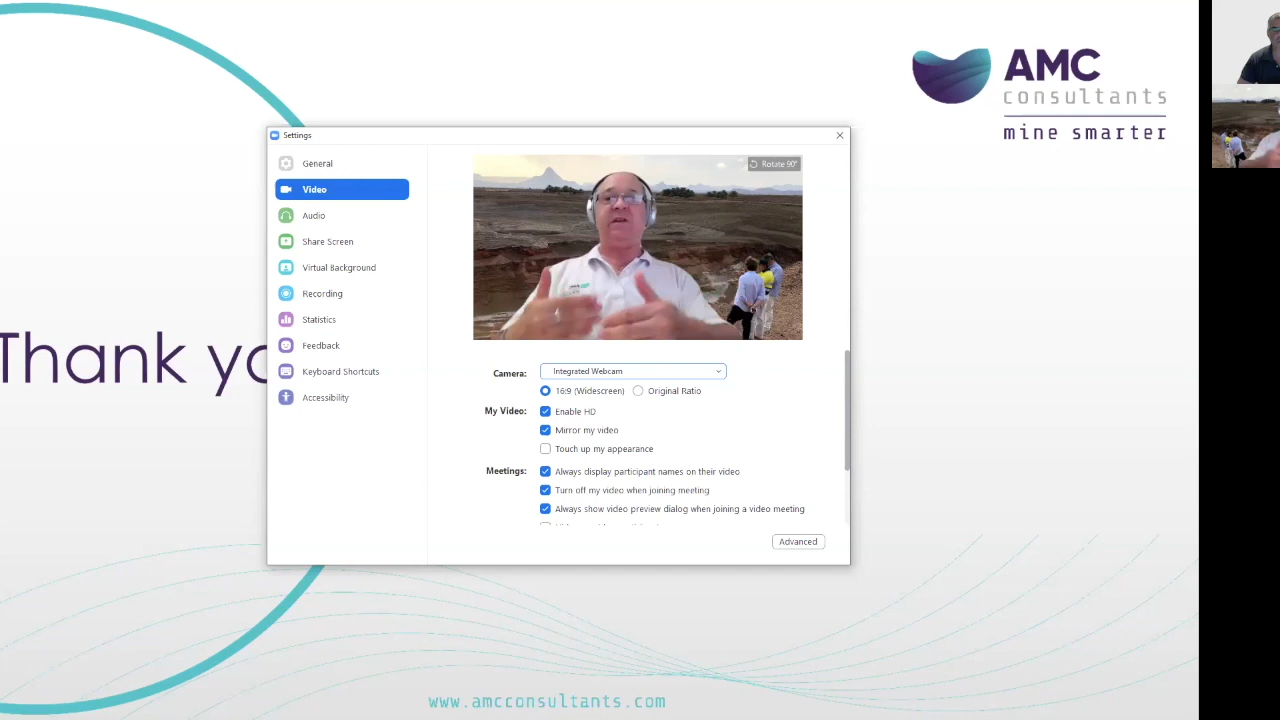 AMC
consultants
mine smarter
Settings
General
Video
Audio
Share Screen
Virtual Background
Recording
Statistics
Feedback
Keyboard Shortcuts
Accessibility
Rotate 90°
Camera:
Integrated Webcam
16:9 (Widescreen)
Original Ratio
My Video:
Enable HD
Mirror my video
Touch up my appearance
Meetings:
Always display participant names on their video
Turn off my video when joining meeting
Always show video preview dialog when joining a video meeting
Advanced
Thank yo
www.amcconsultants.com